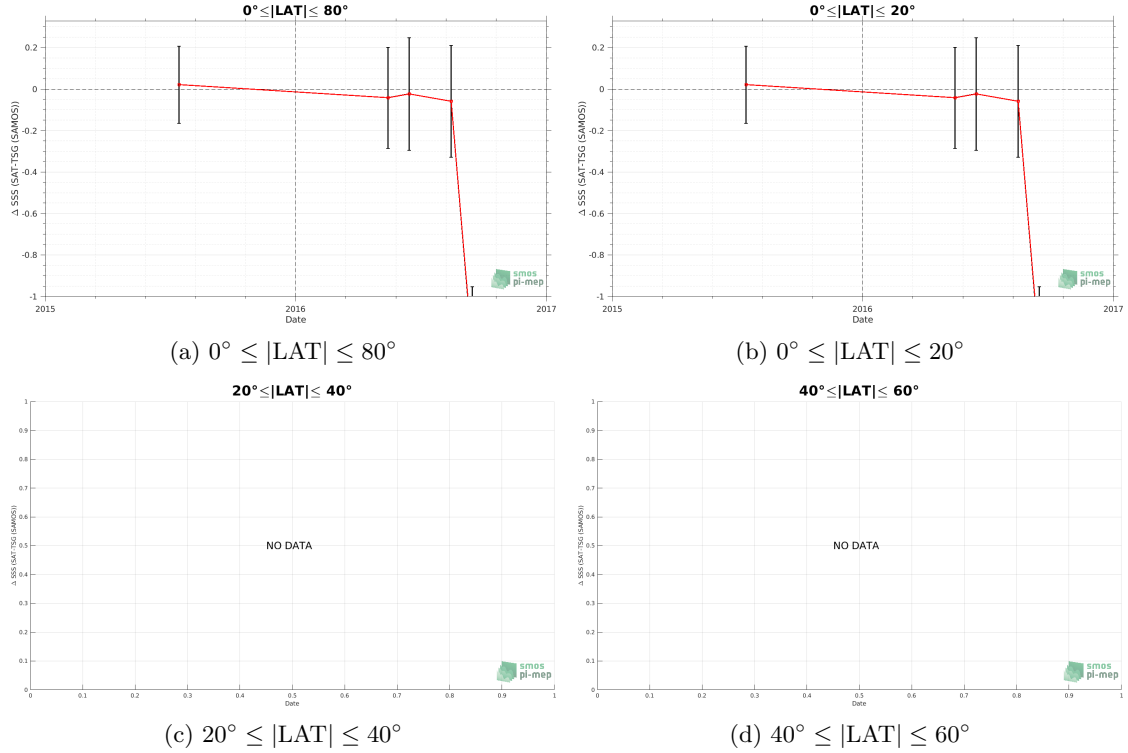 0°≤|LAT|≤ 80°
Δ SSS (SAT-TSG (SAMOS))
0.2
0
-0.2
-0.4
-0.6
-0.8
-1
2015
2016
2017
Date
smos
pi-mep
(a) 0° ≤ |LAT| ≤ 80°
0°≤|LAT|≤ 20°
Δ SSS (SAT-TSG (SAMOS))
0.2
0
-0.2
-0.4
-0.6
-0.8
-1
2015
2016
2017
Date
smos
pi-mep
(b) 0° ≤ |LAT| ≤ 20°
20°≤|LAT|≤ 40°
Δ SSS (SAT-TSG (SAMOS))
1
0.9
0.8
0.7
0.6
0.5
0.4
0.3
0.2
0.1
0
NO DATA
0 0.1 0.2 0.3 0.4 0.5 0.6 0.7 0.8 0.9 1
Date
smos
pi-mep
(c) 20° ≤ |LAT| ≤ 40°
40°≤|LAT|≤ 60°
Δ SSS (SAT-TSG (SAMOS))
1
0.9
0.8
0.7
0.6
0.5
0.4
0.3
0.2
0.1
0
NO DATA
0 0.1 0.2 0.3 0.4 0.5 0.6 0.7 0.8 0.9 1
Date
smos
pi-mep
(d) 40° ≤ |LAT| ≤ 60°